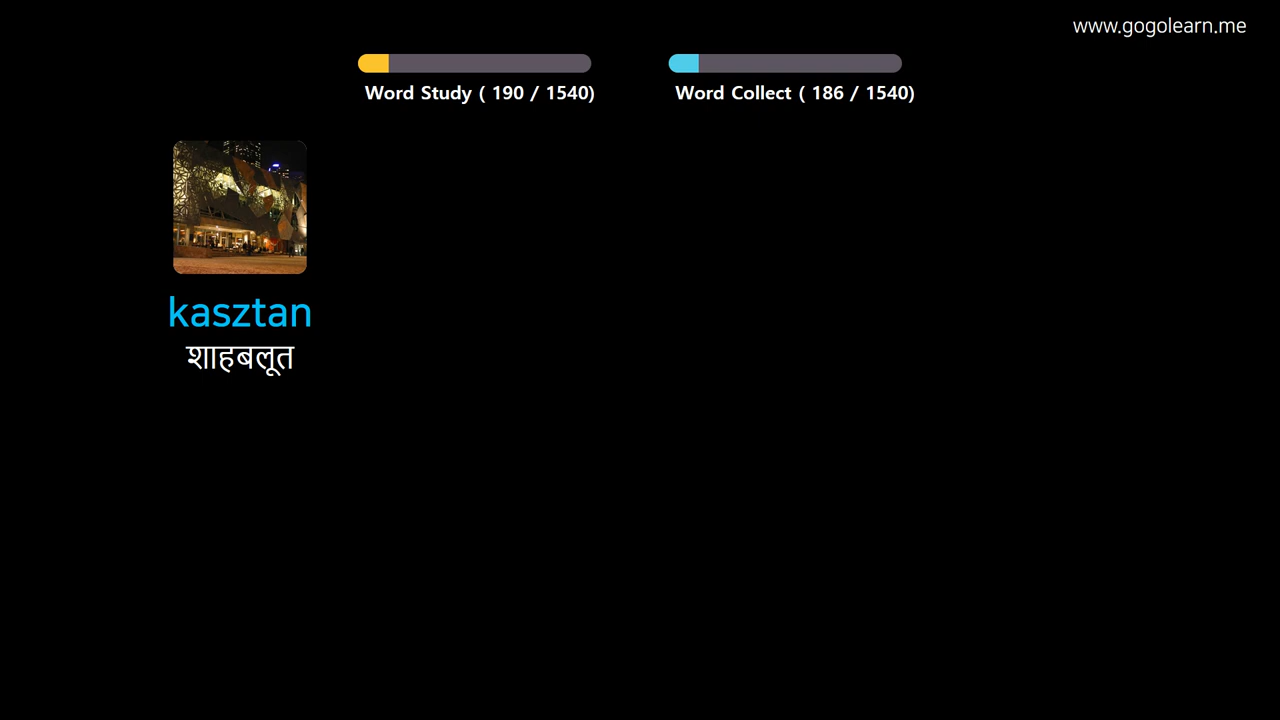 www.gogolearn.me
Word Study ( 190 / 1540)
Word Collect ( 186 / 1540)
kasztan
शाहबलूत